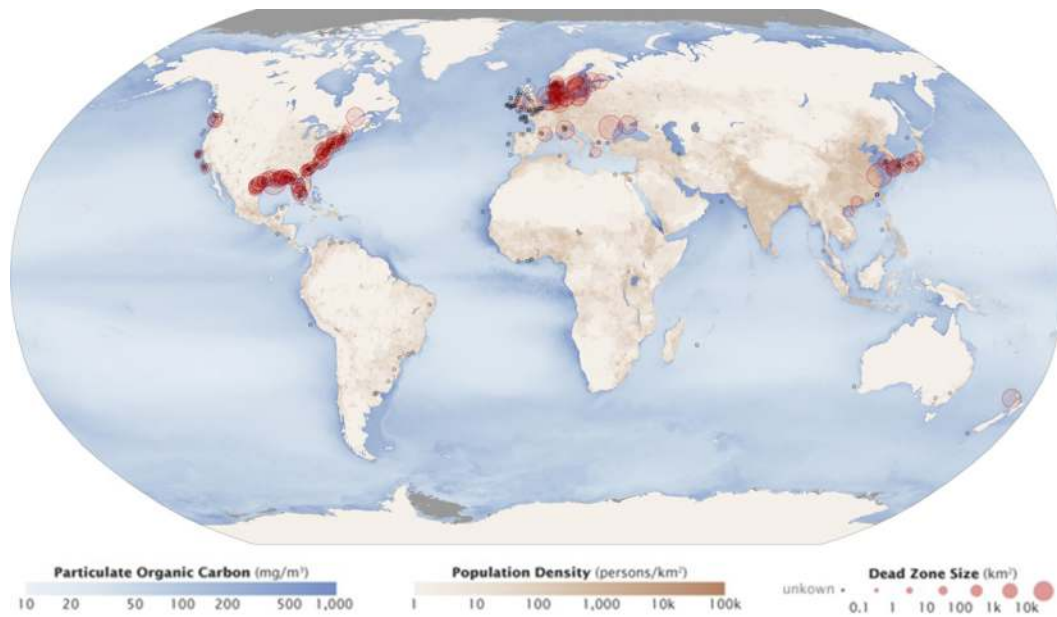 Particulate Organic Carbon (mg/m³)
10 20 50 100 200 500 1,000
Population Density (persons/km²)
1 10 100 1,000 10k 100k
Dead Zone Size (km²)
unkown
0.1 1 10 100 1k 10k